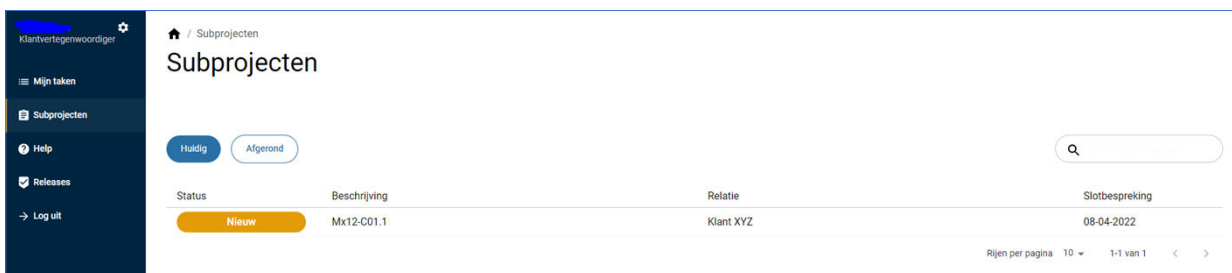 Klantvertegenwoordiger
Mijn taken
Subprojecten
Help
Releases
Log uit
/ Subprojecten
Subprojecten
Huidig Afgerond
Status Beschrijving Relatie Slotbespreking
Nieuw Mx12-C01.1 Klant XYZ 08-04-2022
Rijen per pagina 10 1-1 van 1